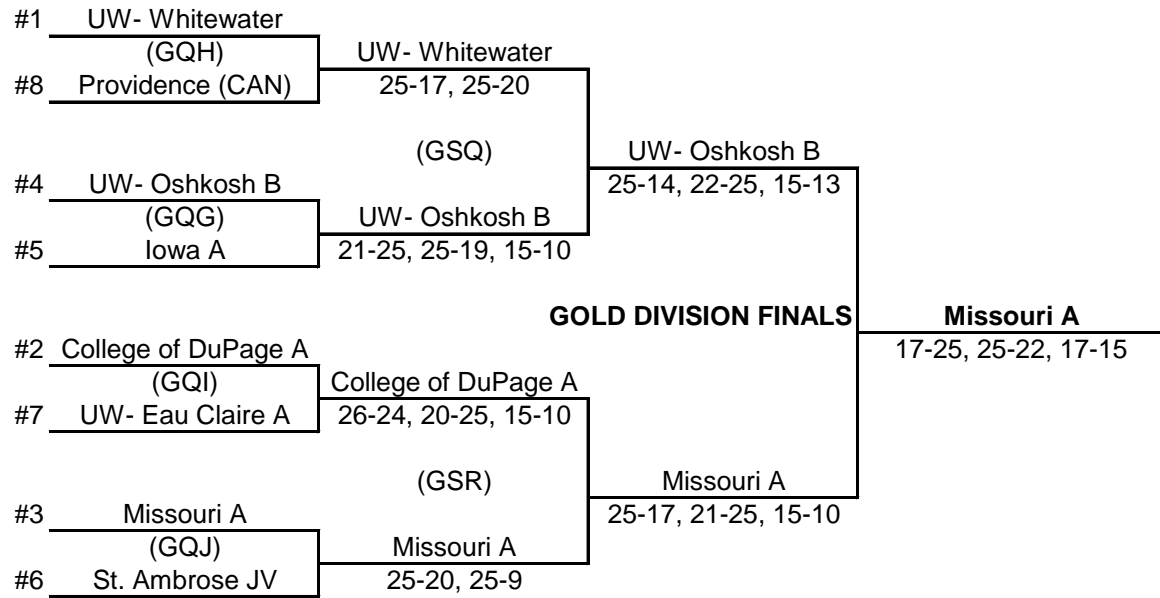 #1 UW- Whitewater
(GQH) UW- Whitewater
#8 Providence (CAN) 25-17, 25-20
(GSQ) UW- Oshkosh B
#4 UW- Oshkosh B 25-14, 22-25, 15-13
(GQG) UW- Oshkosh B
#5 Iowa A 21-25, 25-19, 15-10
GOLD DIVISION FINALS Missouri A
#2 College of DuPage A 17-25, 25-22, 17-15
(GQI) College of DuPage A
#7 UW- Eau Claire A 26-24, 20-25, 15-10
(GSR) Missouri A
#3 Missouri A 25-17, 21-25, 15-10
(GQJ) Missouri A
#6 St. Ambrose JV 25-20, 25-9